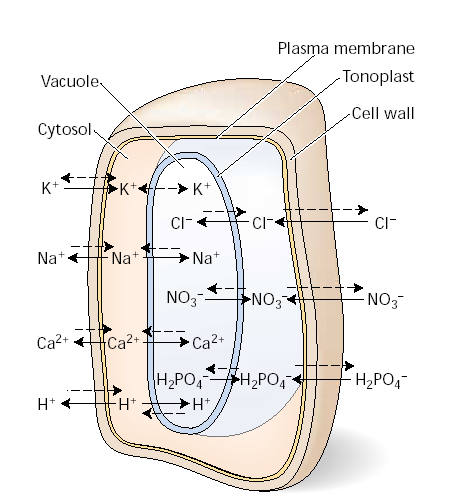 Plasma membrane
Vacuole
Tonoplast
Cell wall
Cytosol
K⁺ K⁺ K⁺
Cl⁻ Cl⁻ Cl⁻
Na⁺ Na⁺ Na⁺
NO₃⁻ NO₃⁻ NO₃⁻
Ca²⁺ Ca²⁺ Ca²⁺
H₂PO₄⁻ H₂PO₄⁻ H₂PO₄⁻
H⁺ H⁺ H⁺